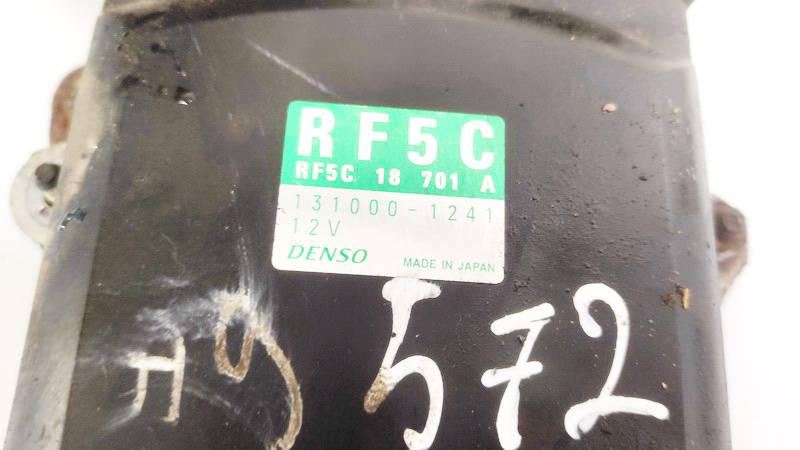 RF5C
RF5C 18 701 A
131000-1241
12V
DENSO MADE IN JAPAN
572